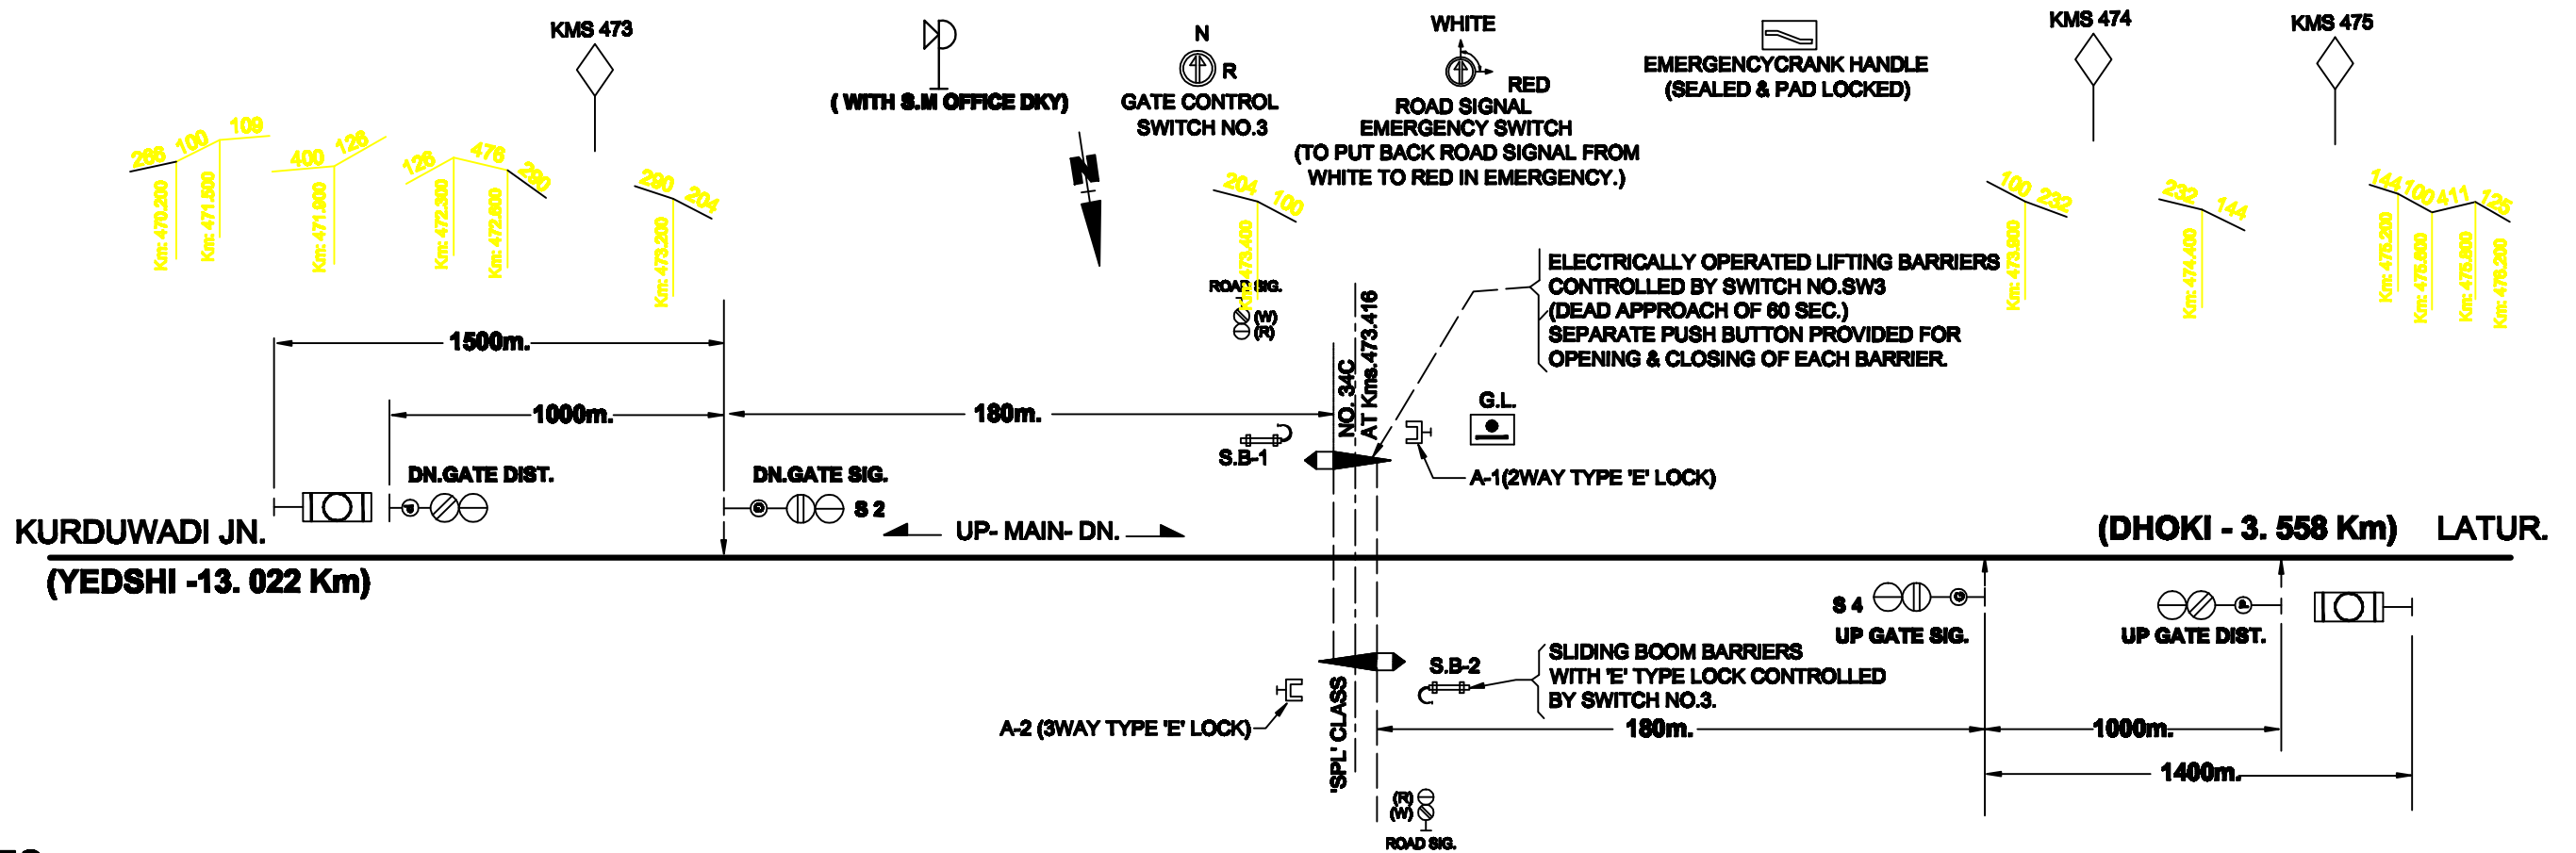 KMS 473
( WITH S.M OFFICE DKY)
N
R
GATE CONTROL
SWITCH NO.3
WHITE
RED
ROAD SIGNAL
EMERGENCY SWITCH
(TO PUT BACK ROAD SIGNAL FROM
WHITE TO RED IN EMERGENCY.)
EMERGENCYCRANK HANDLE
(SEALED & PAD LOCKED)
KMS 474
KMS 475
100
109
Km: 470.200
Km: 471.500
400
126
Km: 471.900
126
476
290
Km: 472.300
Km: 472.600
290
204
Km: 473.200
N
204
100
Km: 473.400
100
232
Km: 473.900
232
144
Km: 474.400
144
100
411
125
Km: 475.200
Km: 475.600
Km: 475.800
Km: 476.200
ROAD SIG.
(W)
(R)
NO. 34C
AT Kms.473.416
ELECTRICALLY OPERATED LIFTING BARRIERS
CONTROLLED BY SWITCH NO.SW3
(DEAD APPROACH OF 60 SEC.)
SEPARATE PUSH BUTTON PROVIDED FOR
OPENING & CLOSING OF EACH BARRIER.
1500m.
1000m.
180m.
S.B-1
G.L.
A-1(2WAY TYPE 'E' LOCK)
DN.GATE DIST.
P
DN.GATE SIG.
G
S 2
UP- MAIN- DN.
KURDUWADI JN.
(YEDSHI -13. 022 Km)
(DHOKI - 3. 558 Km)
LATUR.
S 4
G
UP GATE SIG.
P
UP GATE DIST.
S.B-2
SLIDING BOOM BARRIERS
WITH 'E' TYPE LOCK CONTROLLED
BY SWITCH NO.3.
A-2 (3WAY TYPE 'E' LOCK)
'SPL' CLASS
180m.
1000m.
1400m.
(R)
(W)
ROAD SIG.